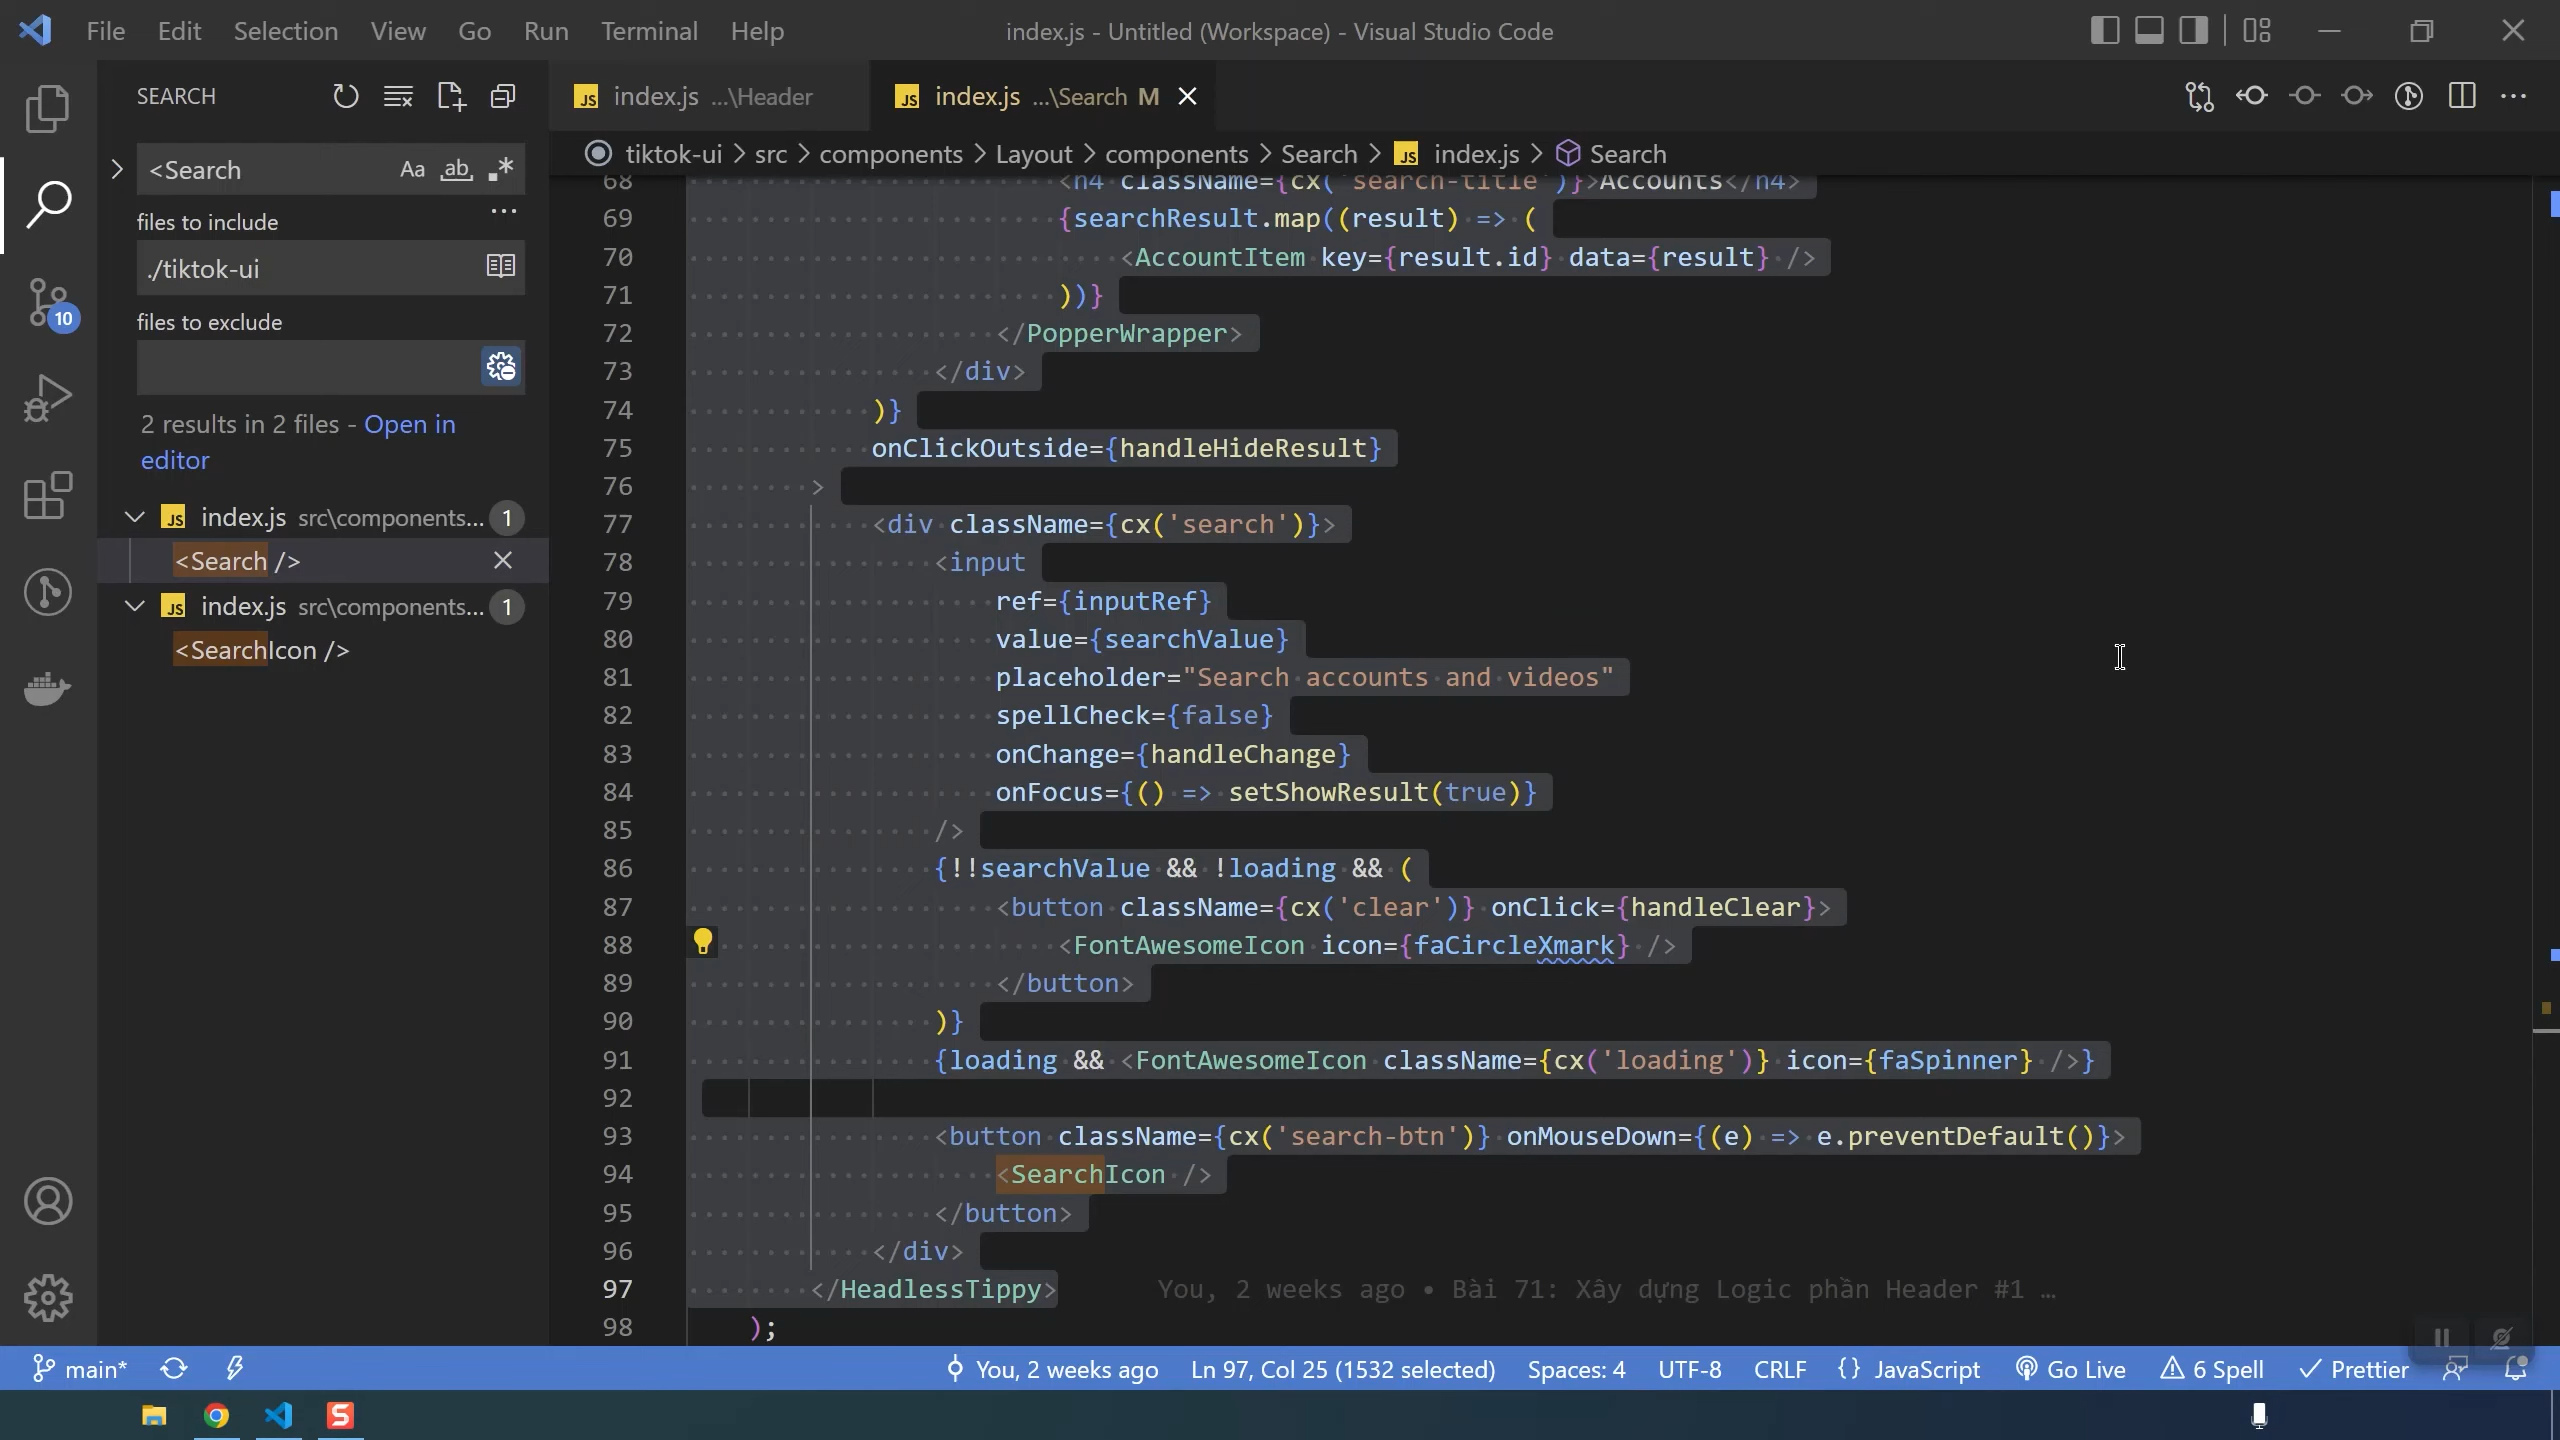 File Edit Selection View Go Run Terminal Help index.js - Untitled (Workspace) - Visual Studio Code
SEARCH
index.js ...\Header
index.js ...\Search M
<Search Aa ab
files to include
./tiktok-ui
files to exclude
2 results in 2 files - Open in
editor
index.js src\components... 1
<Search />
index.js src\components... 1
<SearchIcon />
10
tiktok-ui > src > components > Layout > components > Search > JS index.js > Search
68 <h4 className={cx('search-title')}>Accounts</h4>
69 {searchResult.map((result) => (
70 <AccountItem key={result.id} data={result} />
71 ))}
72 </PopperWrapper>
73 </div>
74 )}
75 onClickOutside={handleHideResult}
76 >
77 <div className={cx('search')}>
78 <input
79 ref={inputRef}
80 value={searchValue}
81 placeholder="Search accounts and videos"
82 spellCheck={false}
83 onChange={handleChange}
84 onFocus={() => setShowResult(true)}
85 />
86 {!!searchValue && !loading && (
87 <button className={cx('clear')} onClick={handleClear}>
88 <FontAwesomeIcon icon={faCircleXmark} />
89 </button>
90 )}
91 {loading && <FontAwesomeIcon className={cx('loading')} icon={faSpinner} />}
92
93 <button className={cx('search-btn')} onMouseDown={(e) => e.preventDefault()}>
94 <SearchIcon />
95 </button>
96 </div>
97 </HeadlessTippy> You, 2 weeks ago • Bài 71: Xây dựng Logic phần Header #1 …
98 );
main* You, 2 weeks ago Ln 97, Col 25 (1532 selected) Spaces: 4 UTF-8 CRLF {} JavaScript Go Live 6 Spell Prettier